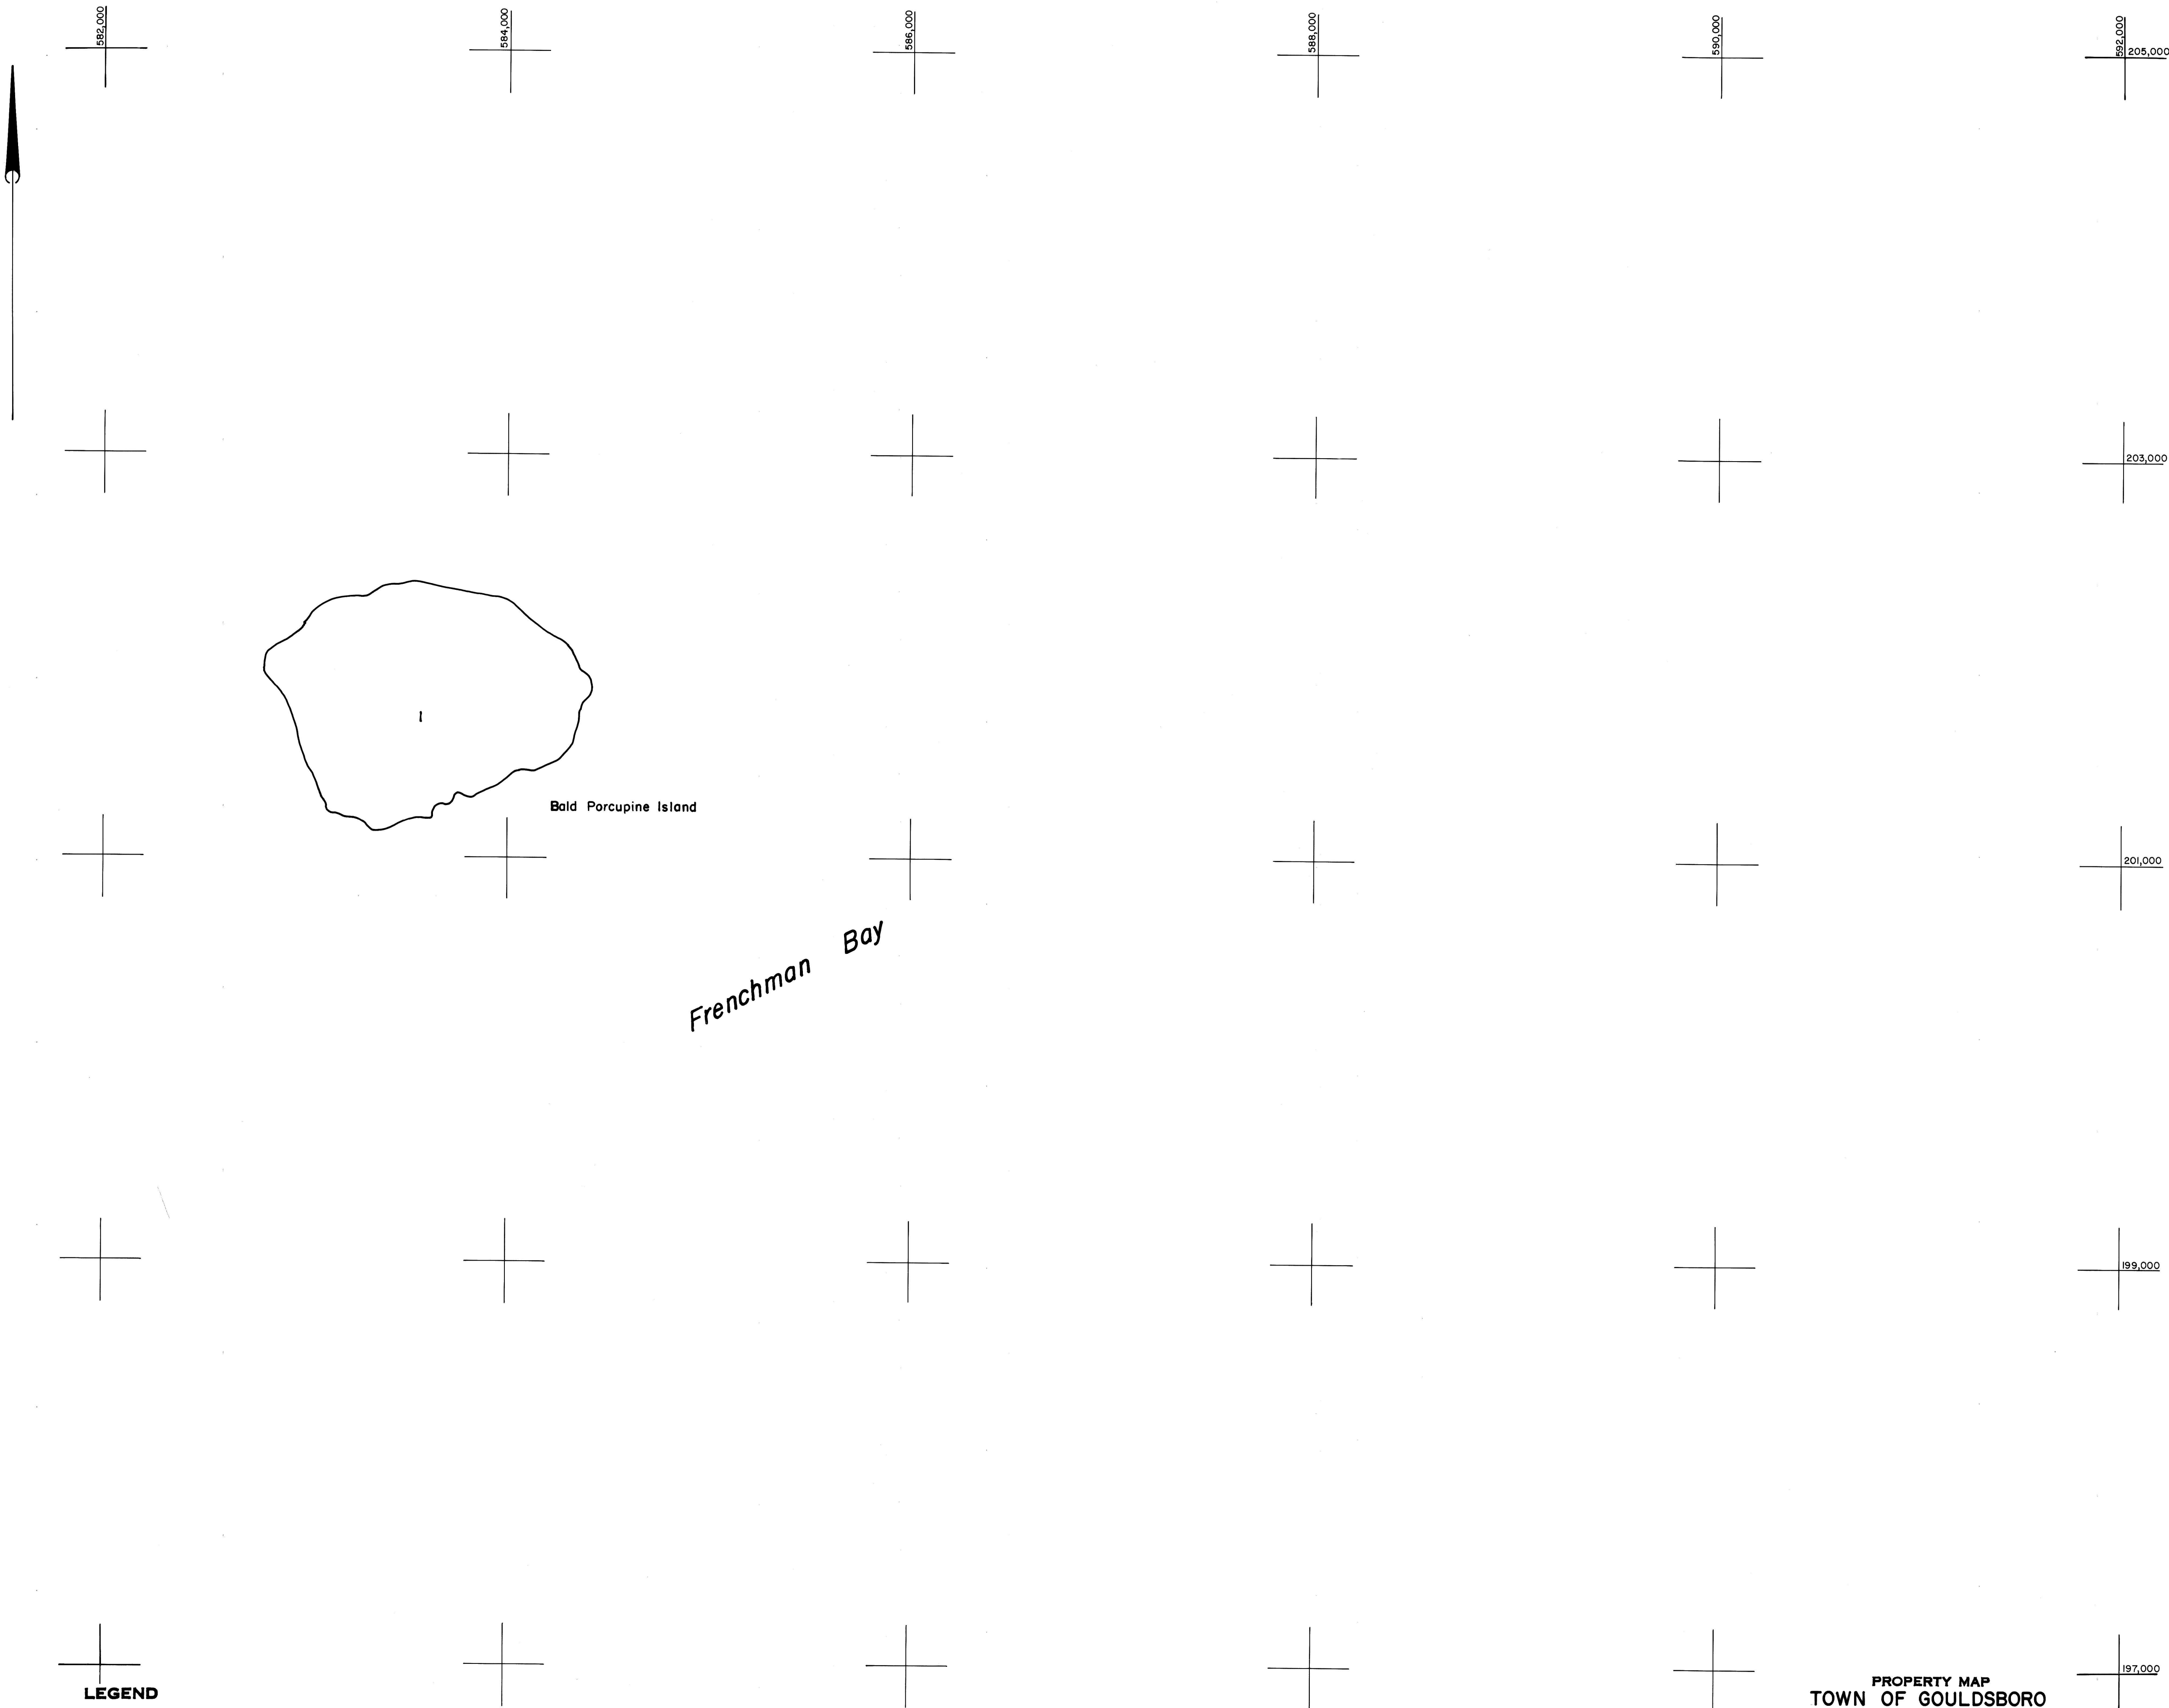 582,000
584,000
586,000
588,000
590,000
592,000
205,000
203,000
1
Bald Porcupine Island
201,000
Frenchman Bay
199,000
197,000
LEGEND
PROPERTY MAP
TOWN OF GOULDSBORO